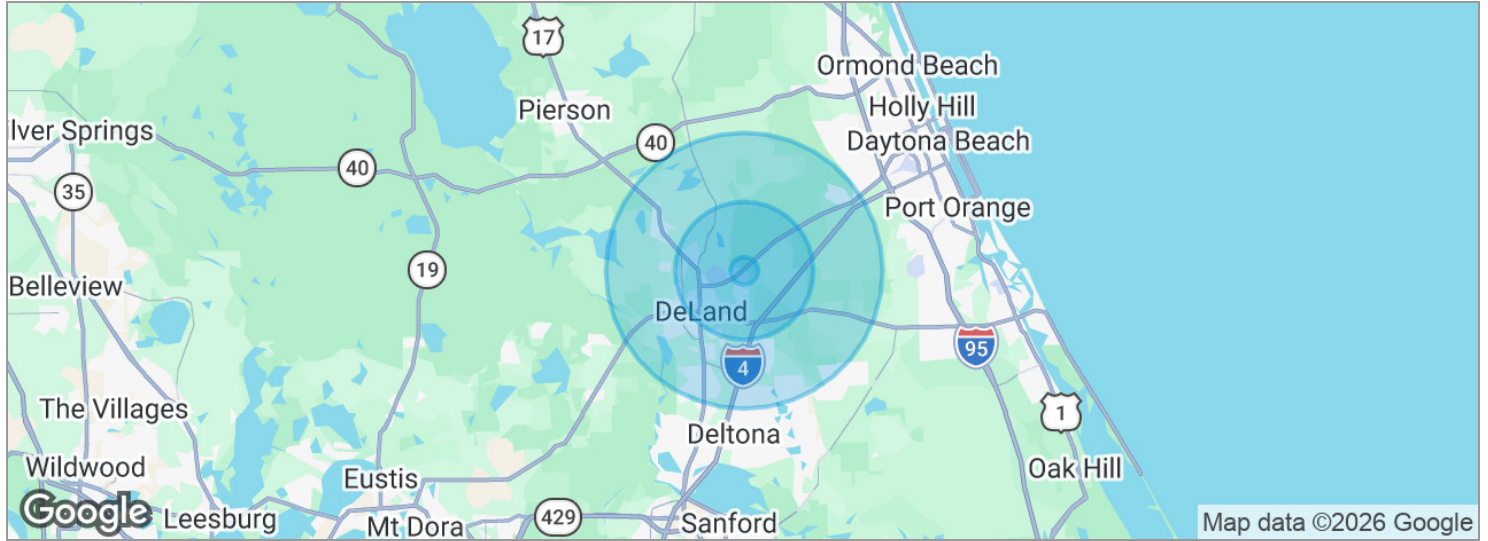 17
Ormond Beach
Pierson
Holly Hill
ilver Springs
40
Daytona Beach
40
35
Port Orange
19
Belleview
DeLand
95
4
The Villages
1
Deltona
Wildwood
Oak Hill
Eustis
Google
Leesburg
Mt Dora
429
Sanford
Map data ©2026 Google